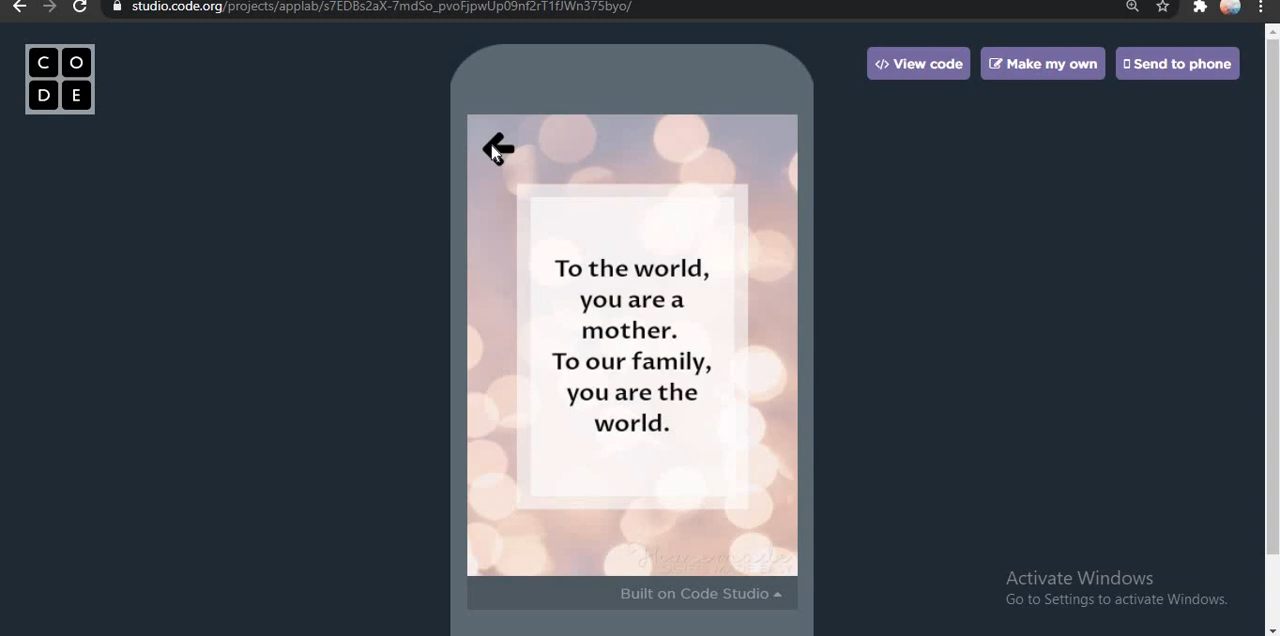 studio.code.org/projects/applab/s7EDBs2aX-7mdSo_pvoFjpwUp09nf2rT1fJWn375byo/
C O
D E
View code
Make my own
Send to phone
To the world,
you are a
mother.
To our family,
you are the
world.
Homemade
Built on Code Studio
Activate Windows
Go to Settings to activate Windows.